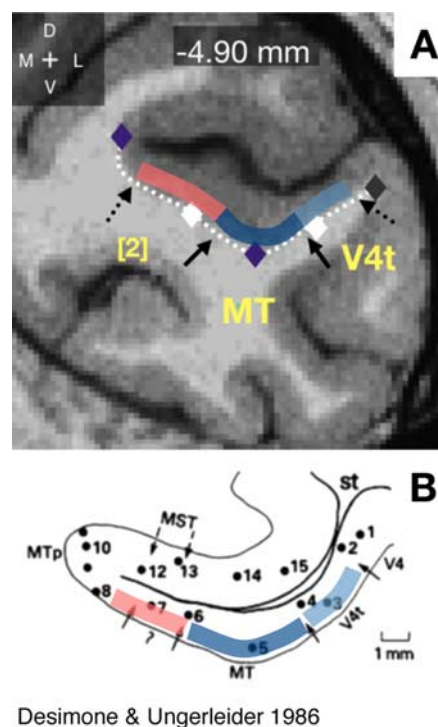 A
D
M L
V
-4.90 mm
[2]
V4t
MT
B
st
MST
MTp
1
2
10
12
13
14
15
V4
8
7
6
4
3
V4t
?
5
MT
1 mm
Desimone & Ungerleider 1986